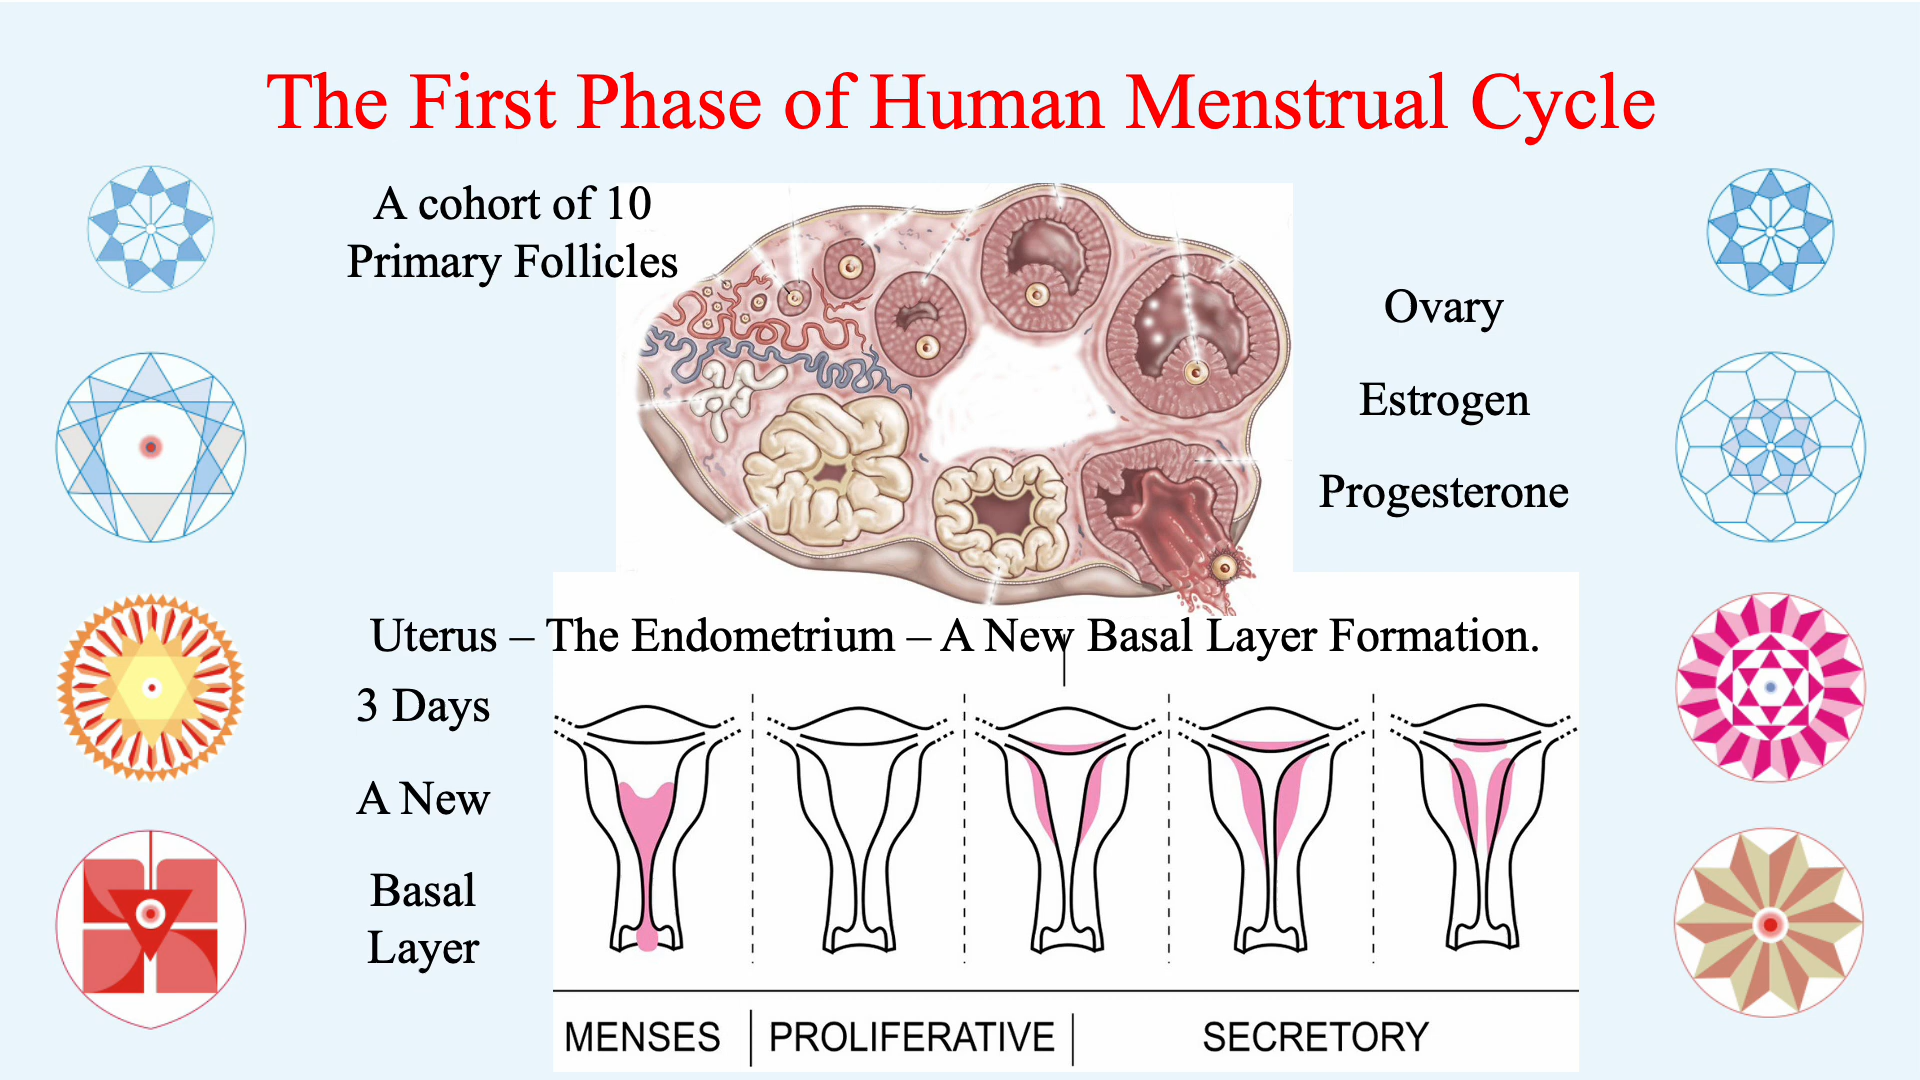 The First Phase of Human Menstrual Cycle
A cohort of 10
Primary Follicles
Ovary
Estrogen
Progesterone
Uterus – The Endometrium – A New Basal Layer Formation.
3 Days
A New
Basal
Layer
MENSES | PROLIFERATIVE | SECRETORY